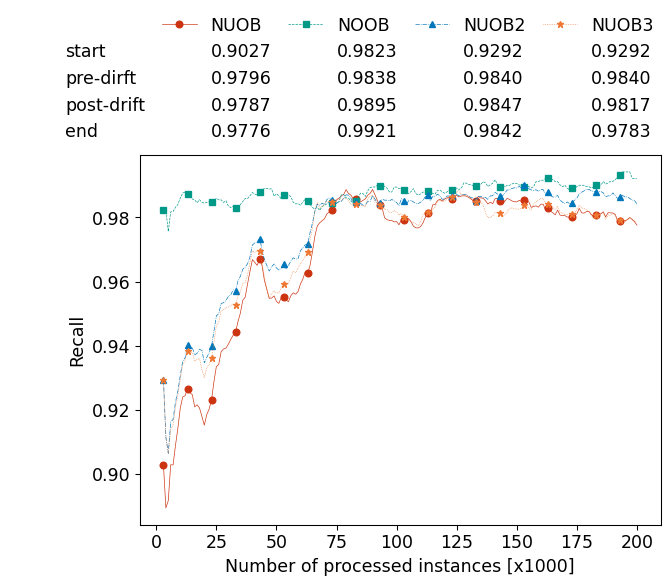 NUOB NOOB NUOB2 NUOB3
start 0.9027 0.9823 0.9292 0.9292
pre-dirft 0.9796 0.9838 0.9840 0.9840
post-drift 0.9787 0.9895 0.9847 0.9817
end 0.9776 0.9921 0.9842 0.9783
0.98
0.96
0.94
0.92
0.90
Recall
0 25 50 75 100 125 150 175 200
Number of processed instances [x1000]